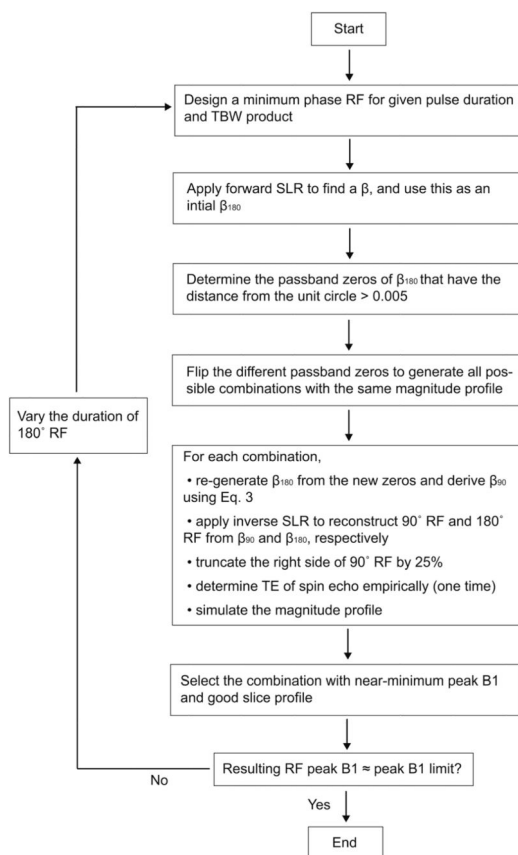 Start
Design a minimum phase RF for given pulse duration
and TBW product
Apply forward SLR to find a β, and use this as an
intial β₁₈₀
Determine the passband zeros of β₁₈₀ that have the
distance from the unit circle > 0.005
Flip the different passband zeros to generate all pos-
sible combinations with the same magnitude profile
Vary the duration of
180˚ RF
For each combination,
• re-generate β₁₈₀ from the new zeros and derive β₉₀
using Eq. 3
• apply inverse SLR to reconstruct 90˚ RF and 180˚
RF from β₉₀ and β₁₈₀, respectively
• truncate the right side of 90˚ RF by 25%
• determine TE of spin echo empirically (one time)
• simulate the magnitude profile
Select the combination with near-minimum peak B1
and good slice profile
Resulting RF peak B1 ≈ peak B1 limit?
No
Yes
End